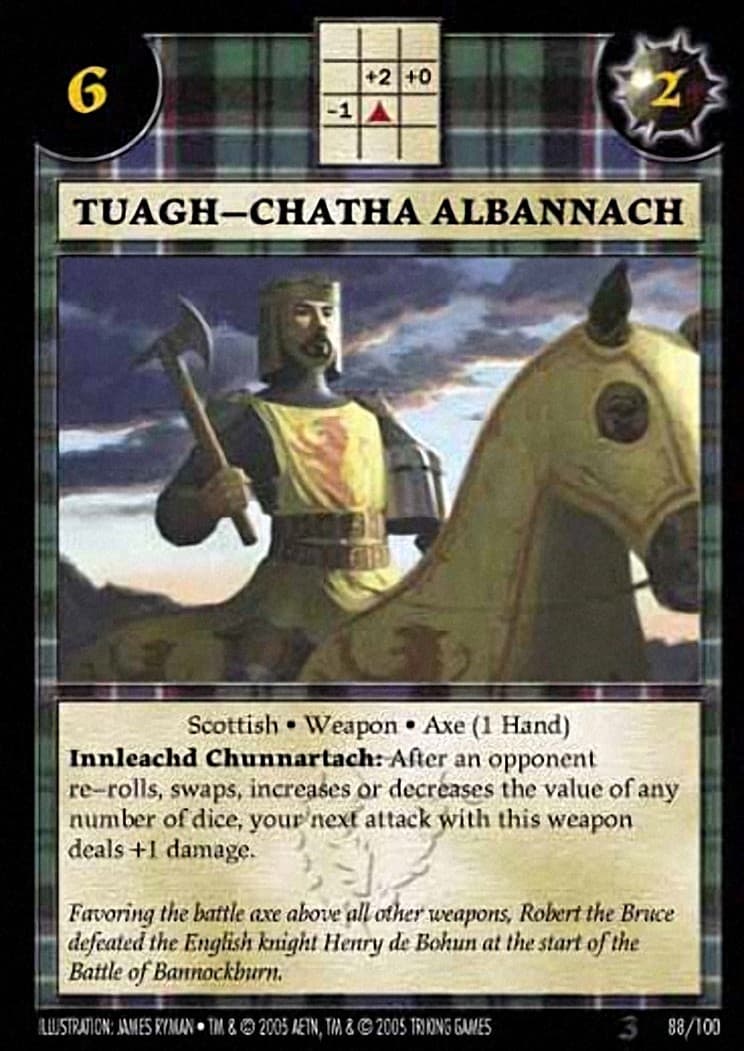 6
+2 +0
-1
2
TUAGH–CHATHA ALBANNACH
Scottish • Weapon • Axe (1 Hand)
Innleachd Chunnartach: After an opponent
re–rolls, swaps, increases or decreases the value of any
number of dice, your next attack with this weapon
deals +1 damage.
Favoring the battle axe above all other weapons, Robert the Bruce
defeated the English knight Henry de Bohun at the start of the
Battle of Bannockburn.
ILLUSTRATION: JAMES RYMAN • TM & © 2005 AETN, TM & © 2005 TRIKING GAMES 3 88/100